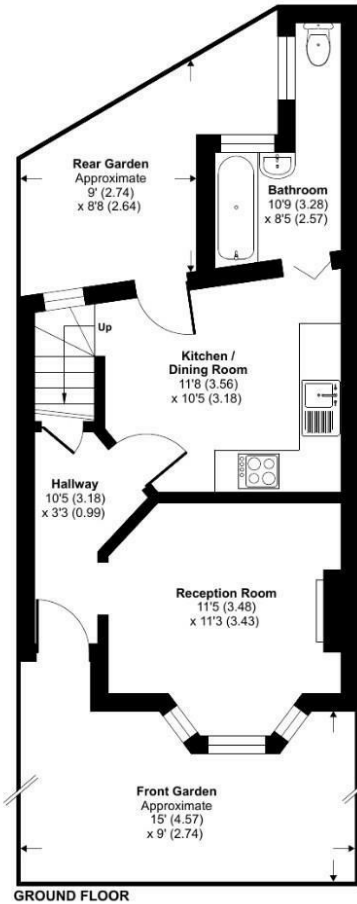 Rear Garden
Approximate
9' (2.74)
x 8'8 (2.64)
Bathroom
10'9 (3.28)
x 8'5 (2.57)
Up
Kitchen /
Dining Room
11'8 (3.56)
x 10'5 (3.18)
Hallway
10'5 (3.18)
x 3'3 (0.99)
Reception Room
11'5 (3.48)
x 11'3 (3.43)
Front Garden
Approximate
15' (4.57)
x 9' (2.74)
GROUND FLOOR